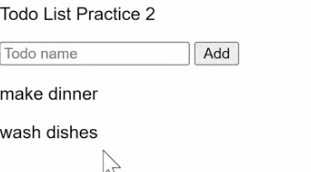 Todo List Practice 2
Todo name Add
make dinner
wash dishes